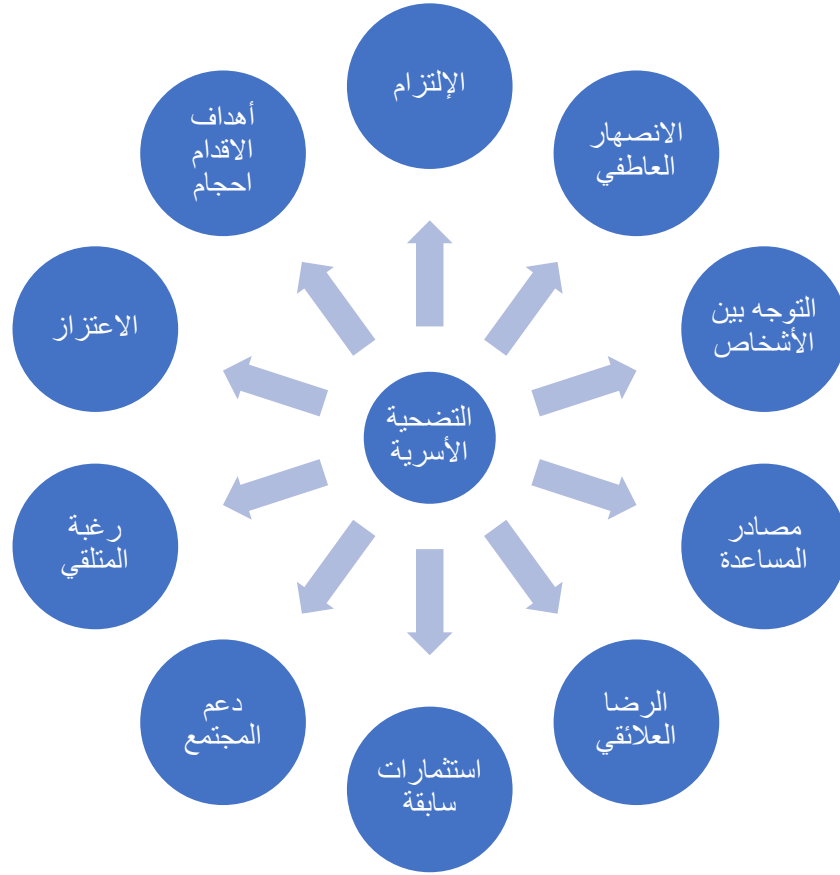 الإلتزام
الانصهار
العاطفي
التوجه بين
الأشخاص
مصادر
المساعدة
الرضا
العلائقي
استثمارات
سابقة
دعم
المجتمع
رغبة
المتلقي
الاعتزاز
أهداف
الاقدام
احجام
التضحية
الأسرية